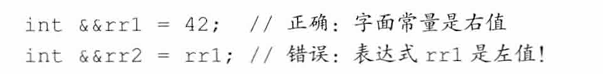 int &&rr1 = 42;  // 正确：字面常量是右值
int &&rr2 = rr1; // 错误：表达式 rr1 是左值！